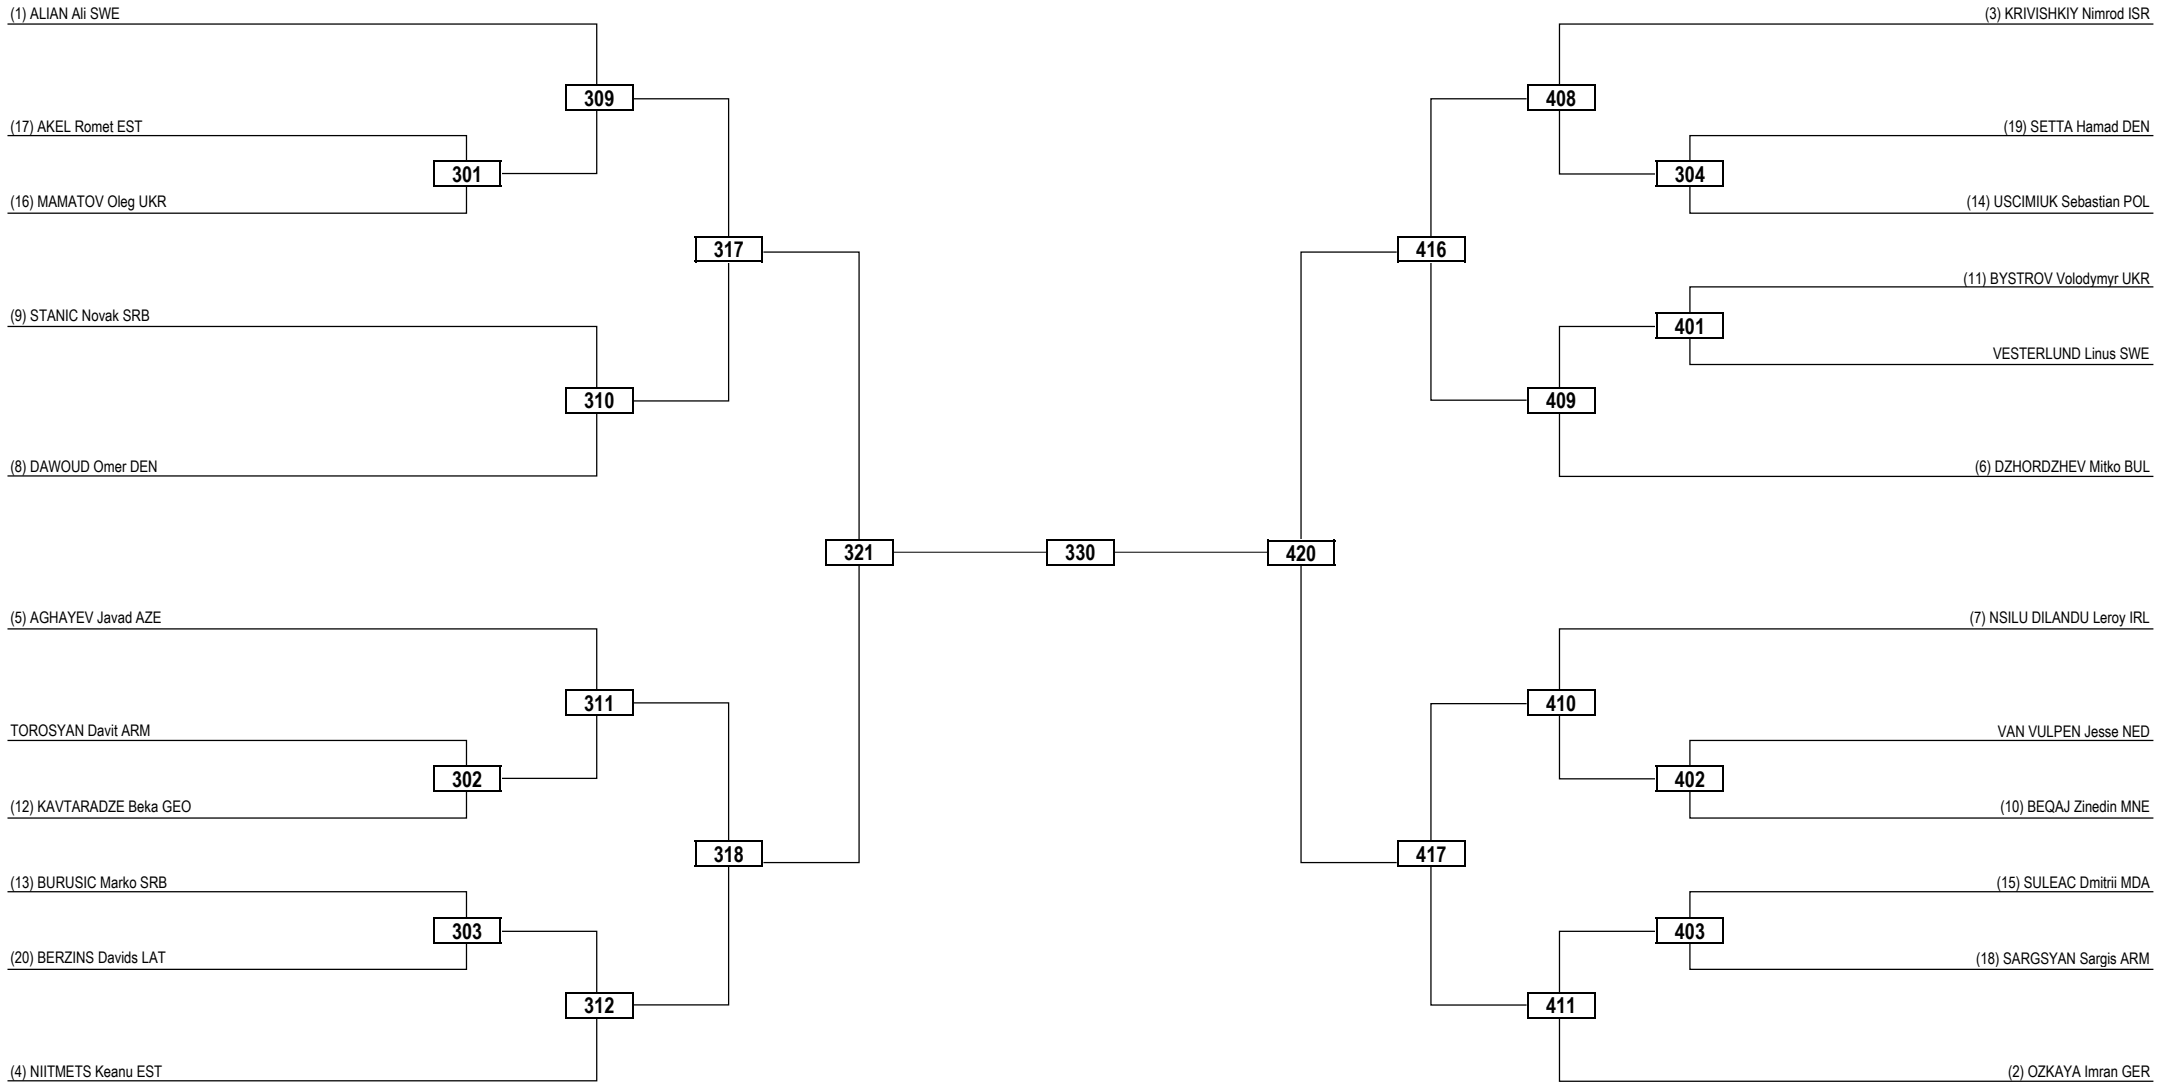 (1) ALIAN Ali SWE
(3) KRIVISHKIY Nimrod ISR
309
408
(17) AKEL Romet EST
(19) SETTA Hamad DEN
301
304
(16) MAMATOV Oleg UKR
(14) USCIMIUK Sebastian POL
317
416
(11) BYSTROV Volodymyr UKR
(9) STANIC Novak SRB
401
VESTERLUND Linus SWE
310
409
(8) DAWOUD Omer DEN
(6) DZHORDZHEV Mitko BUL
321
330
420
(5) AGHAYEV Javad AZE
(7) NSILU DILANDU Leroy IRL
311
410
TOROSYAN Davit ARM
VAN VULPEN Jesse NED
302
402
(12) KAVTARADZE Beka GEO
(10) BEQAJ Zinedin MNE
318
417
(13) BURUSIC Marko SRB
(15) SULEAC Dmitrii MDA
303
403
(20) BERZINS Davids LAT
(18) SARGSYAN Sargis ARM
312
411
(4) NIITMETS Keanu EST
(2) OZKAYA Imran GER